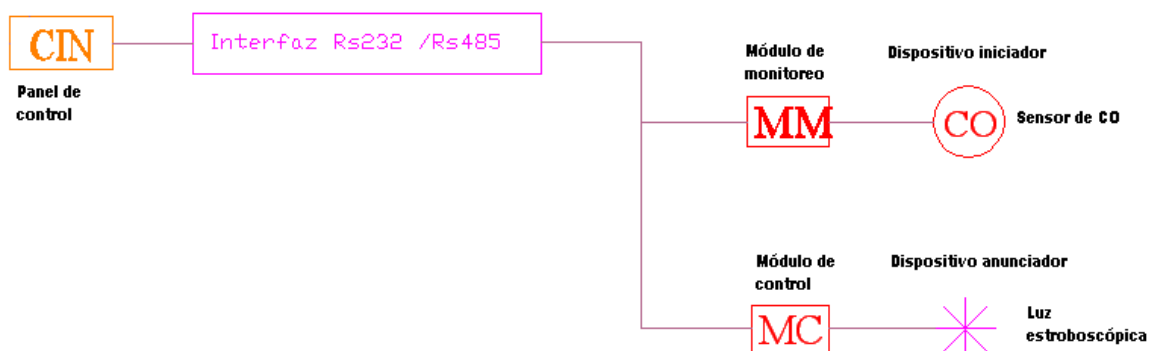 CIN
Panel de
control
Interfaz Rs232 /Rs485
Módulo de
monitoreo
MM
Dispositivo iniciador
CO
Sensor de CO
Módulo de
control
MC
Dispositivo anunciador
Luz
estroboscópica